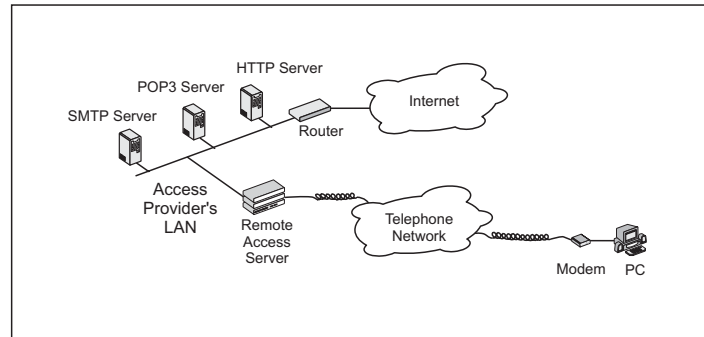 HTTP Server
POP3 Server
SMTP Server
Internet
Router
Access
Provider's
LAN
Remote
Access
Server
Telephone
Network
Modem
PC